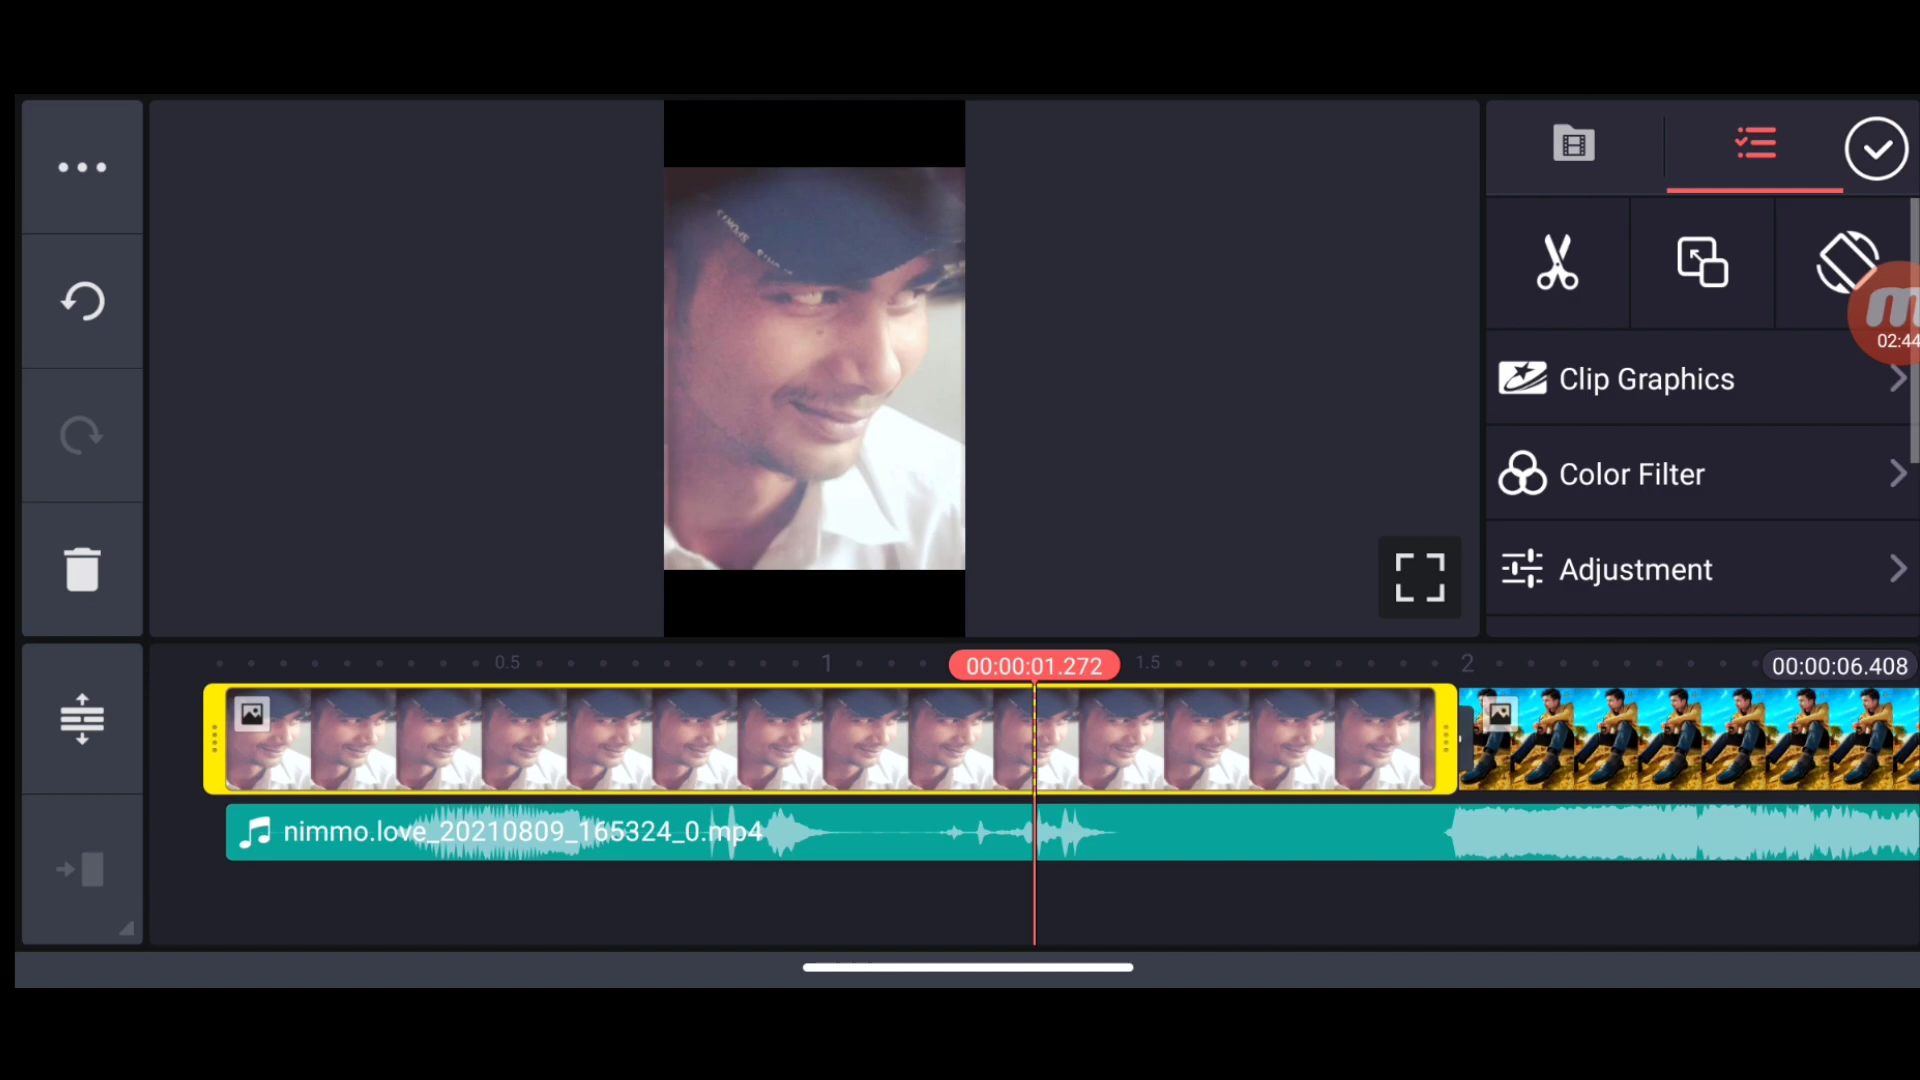 m
02:44
Clip Graphics
Color Filter
Adjustment
0.5
1
00:00:01.272
1.5
2
00:00:06.408
nimmo.love_20210809_165324_0.mp4